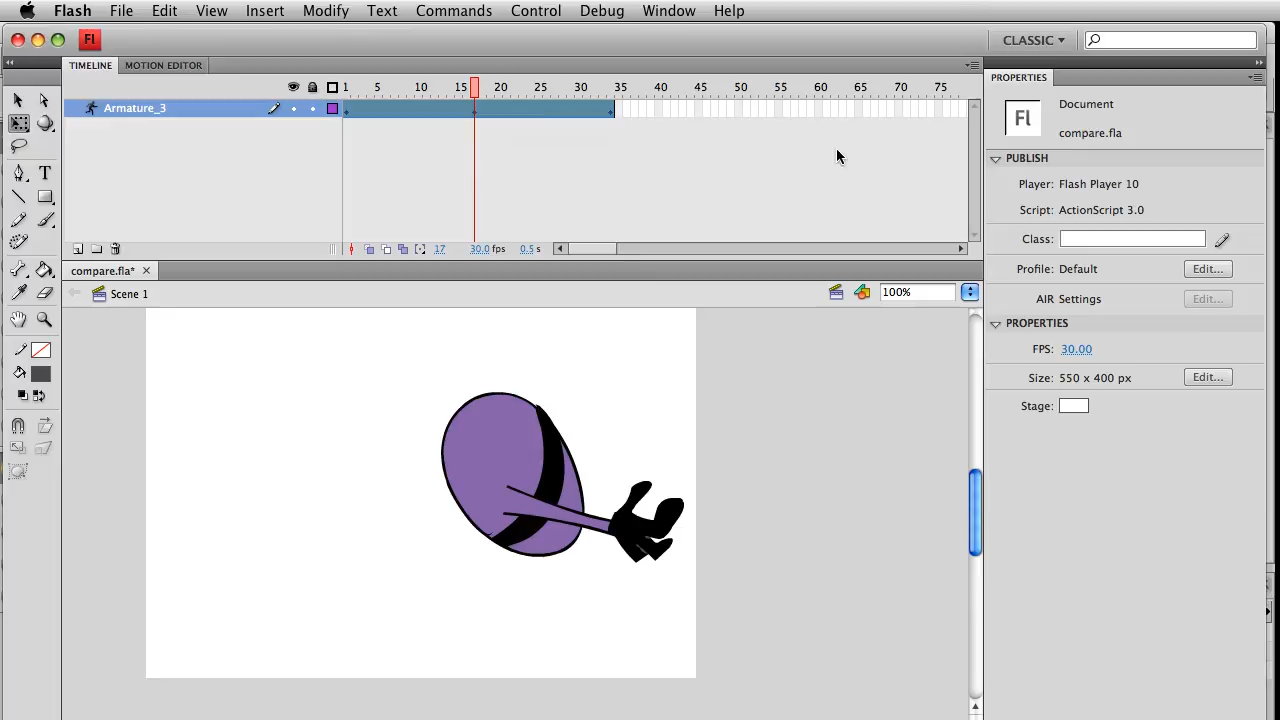 Flash File Edit View Insert Modify Text Commands Control Debug Window Help
Fl CLASSIC
TIMELINE MOTION EDITOR
1 5 10 15 20 25 30 35 40 45 50 55 60 65 70 75
Armature_3
17 30.0 fps 0.5 s
compare.fla*
Scene 1 100%
PROPERTIES
Fl
Document
compare.fla
PUBLISH
Player: Flash Player 10
Script: ActionScript 3.0
Class:
Profile: Default Edit...
AIR Settings Edit...
PROPERTIES
FPS: 30.00
Size: 550 x 400 px Edit...
Stage: